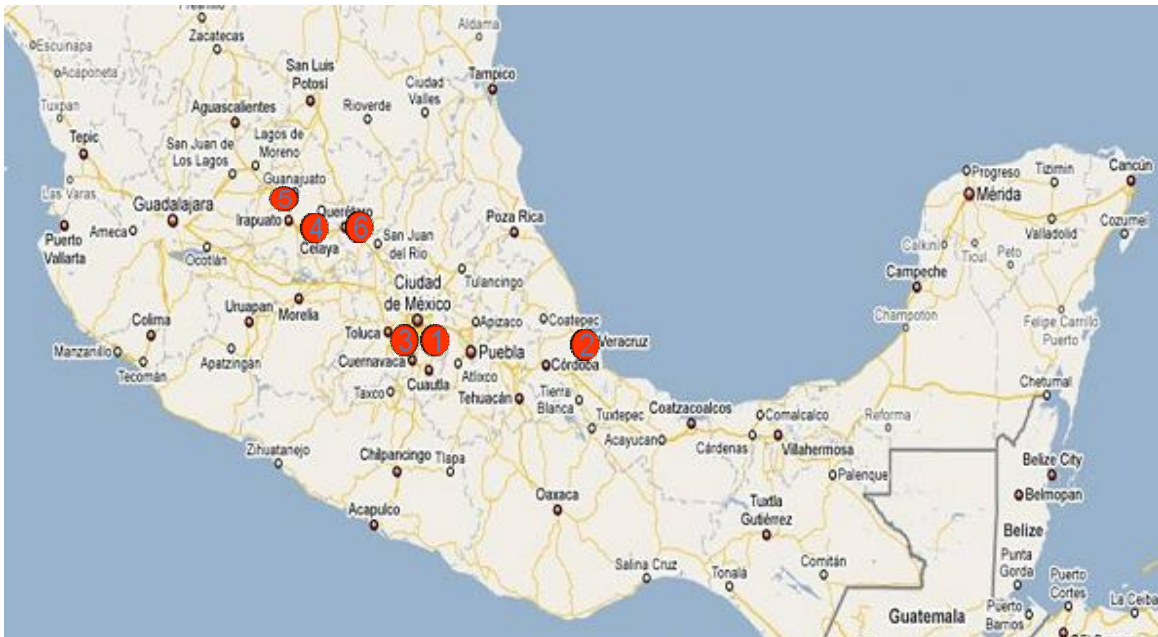 Zacatecas
Aldama
Escuinapa
Acaponeta
San Luis
Potosí
Ciudad
Valles
Tampico
Tuxpan
Aguascalientes
Rioverde
Tepic
San Juan de
Los Lagos
Lagos de
Moreno
Progreso
Tizimin
Cancún
Las Varas
Guanajuato
5
Mérida
Guadalajara
Irapuato
4
Querétaro
6
Poza Rica
Valladolid
Cozumel
Puerto
Vallarta
Ameca
Celaya
San Juan
del Río
Calkiní
Ticul
Peto
Ocotlán
Ciudad
de México
Tulancingo
Campeche
Uruapan
Morelia
Colima
Toluca
3
1
Apizaco
Coatepec
Champoton
Felipe Carrillo
Puerto
2
Veracruz
Manzanillo
Tecomán
Apatzingan
Cuernavaca
Puebla
Córdoba
Cuautla
Atlixco
Taxco
Tehuacán
Tierra
Blanca
Chetumal
Tuxtepec
Coatzacoalcos
Comalcalco
Reforma
Acayucan
Cárdenas
Villahermosa
Zihuatanejo
Chilpancingo
Tlapa
Palenque
Belize City
Oaxaca
Tuxtla
Gutiérrez
Belmopan
Acapulco
Belize
Salina Cruz
Tonalá
Comitán
Punta
Gorda
Puerto
Cortes
Guatemala
Puerto
Barrios
La Ceiba